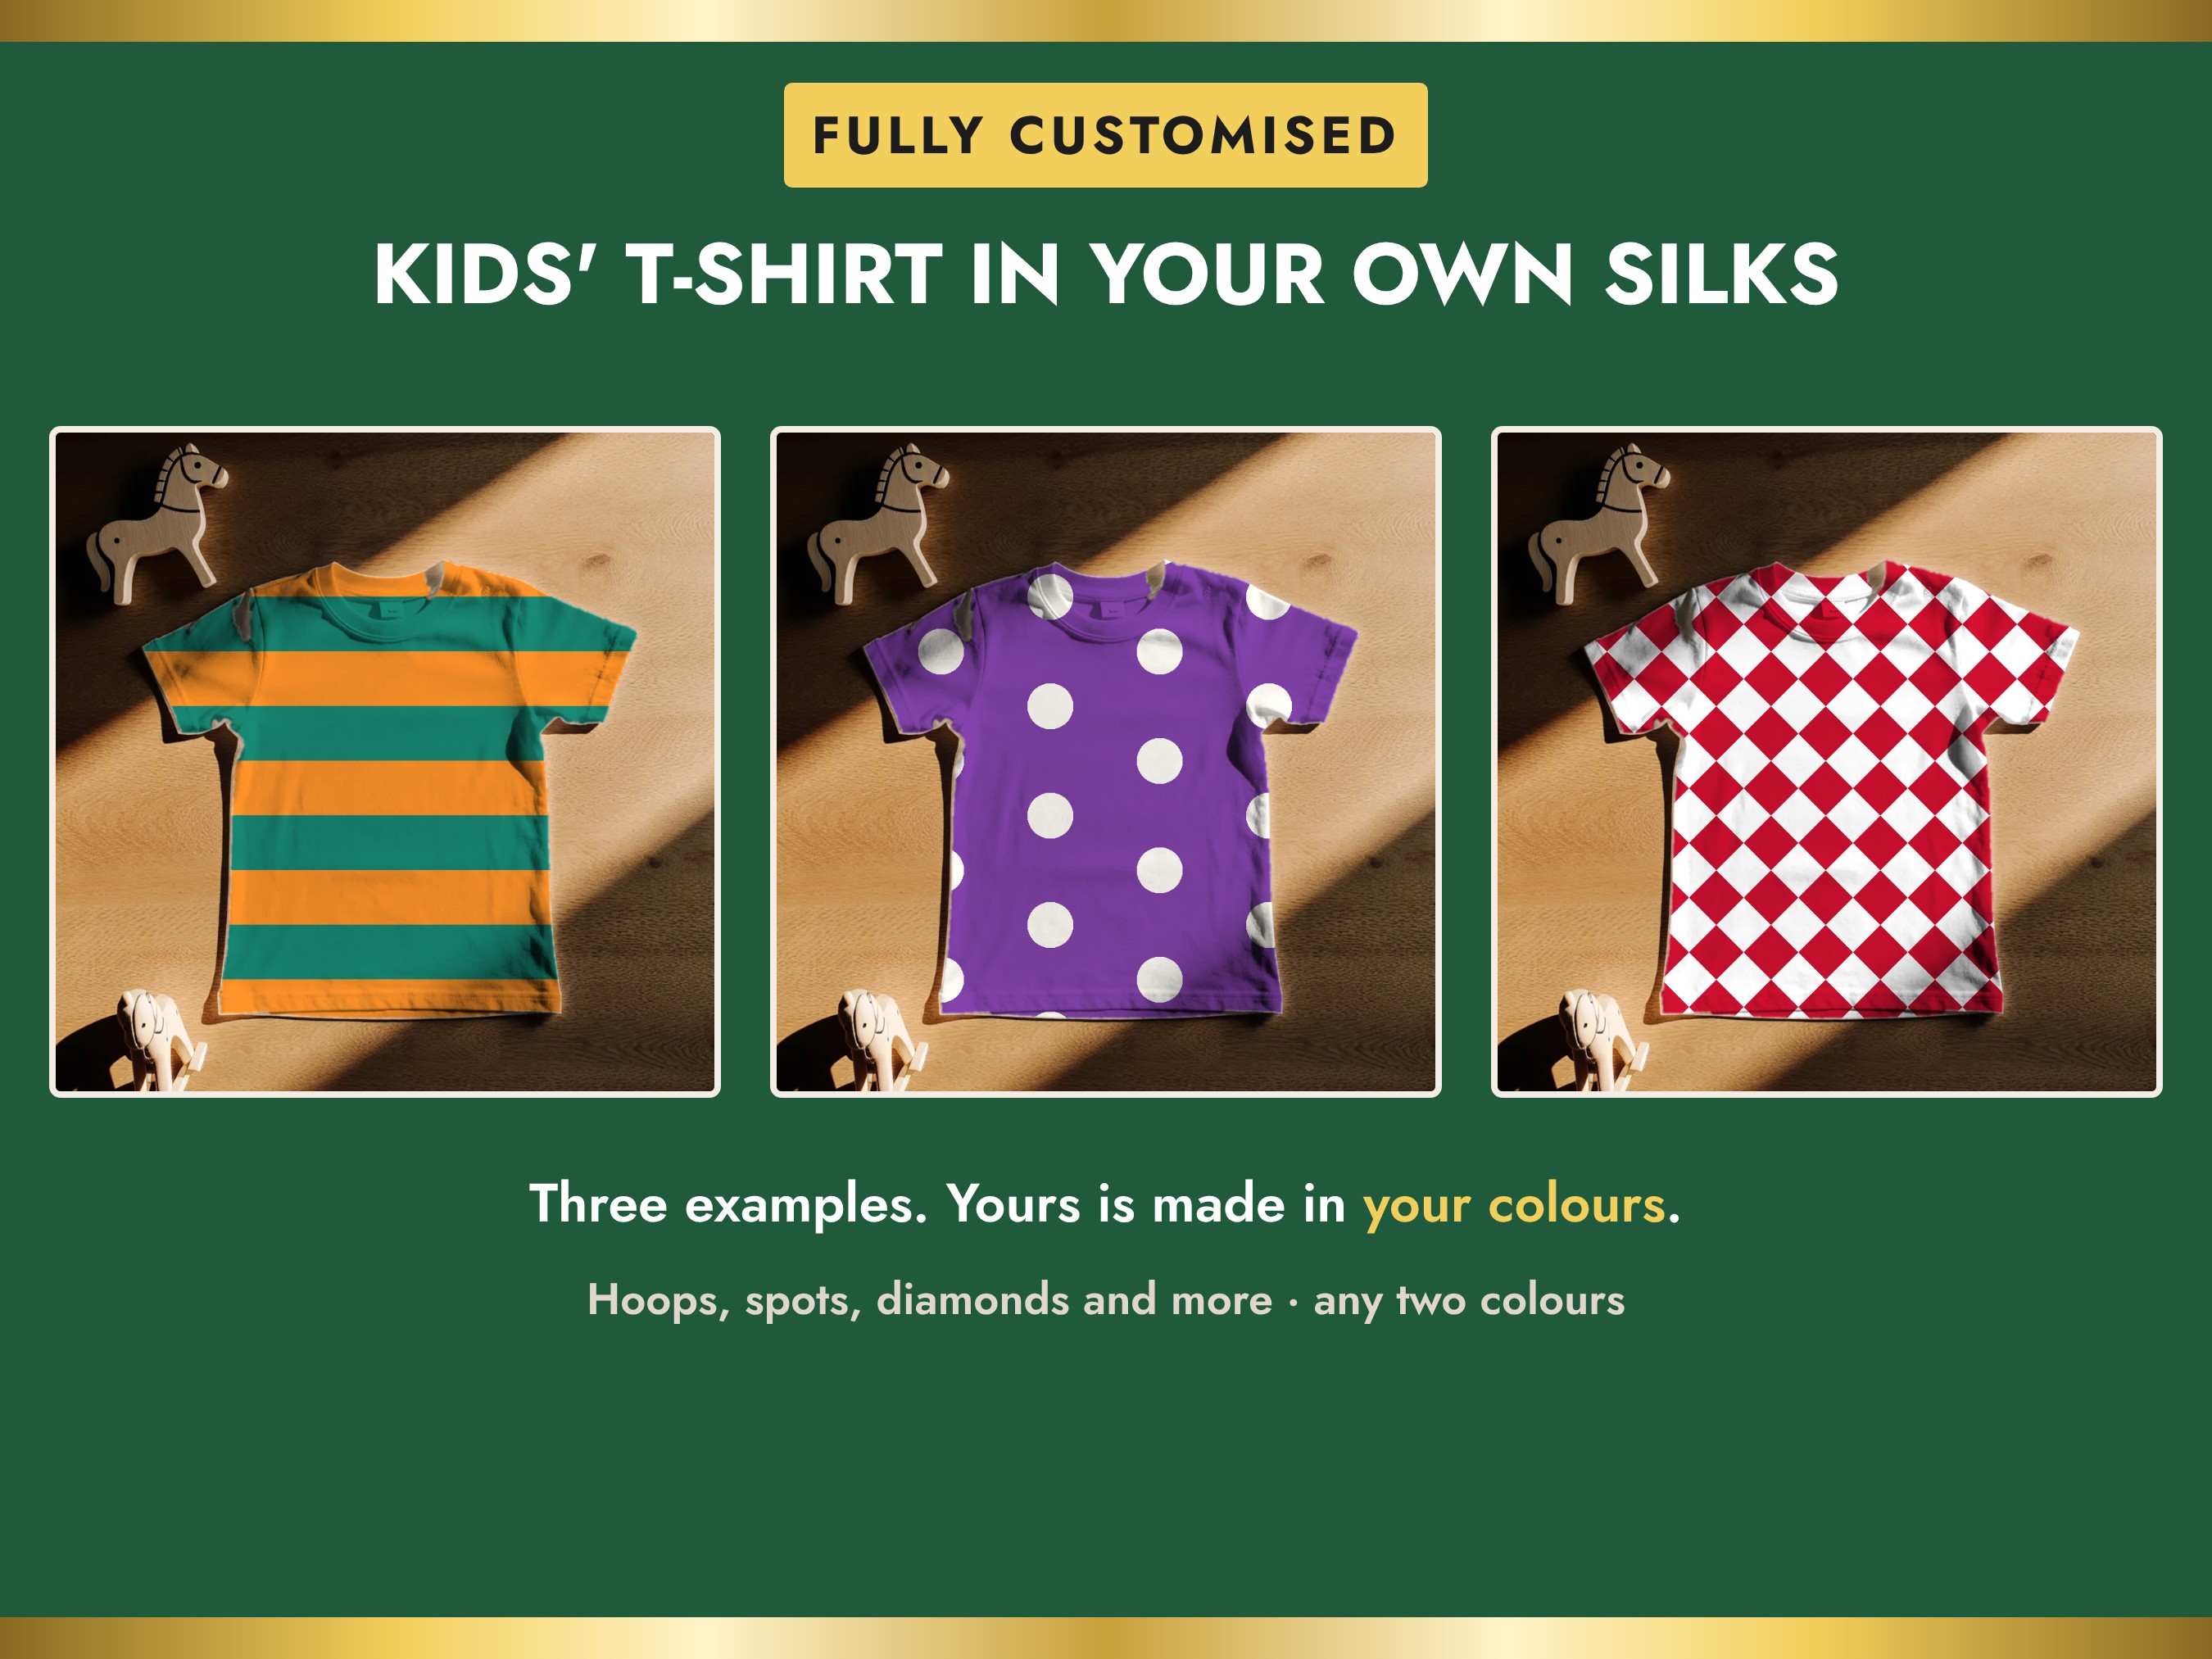 FULLY CUSTOMISED
KIDS' T-SHIRT IN YOUR OWN SILKS
Three examples. Yours is made in your colours.
Hoops, spots, diamonds and more · any two colours